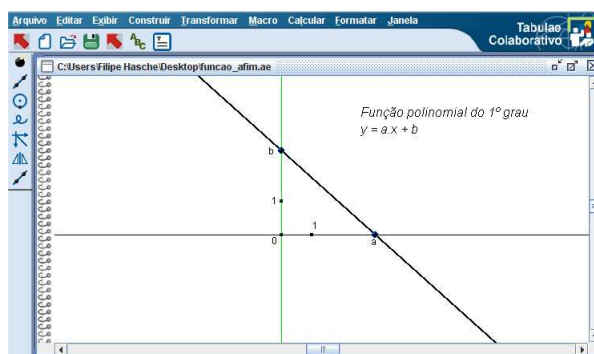 Arquivo Editar Exibir Construir Transformar Macro Calcular Formatar Janela
Tabulae
Colaborativo
ABC
C:\Users\Filipe Hasche\Desktop\funcao_afim.ae
Função polinomial do 1º grau
y = a.x + b
b
1
1
0
a